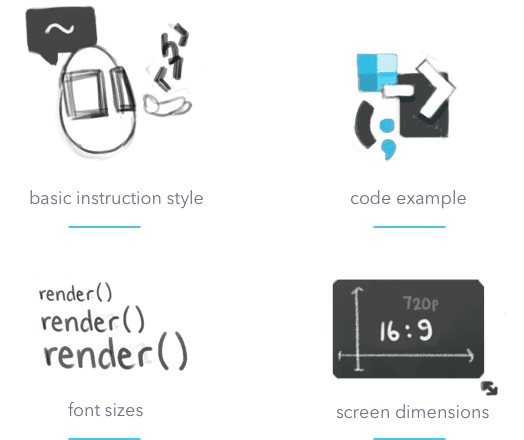 ~
basic instruction style
code example
render()
render()
render()
font sizes
720p
16:9
screen dimensions